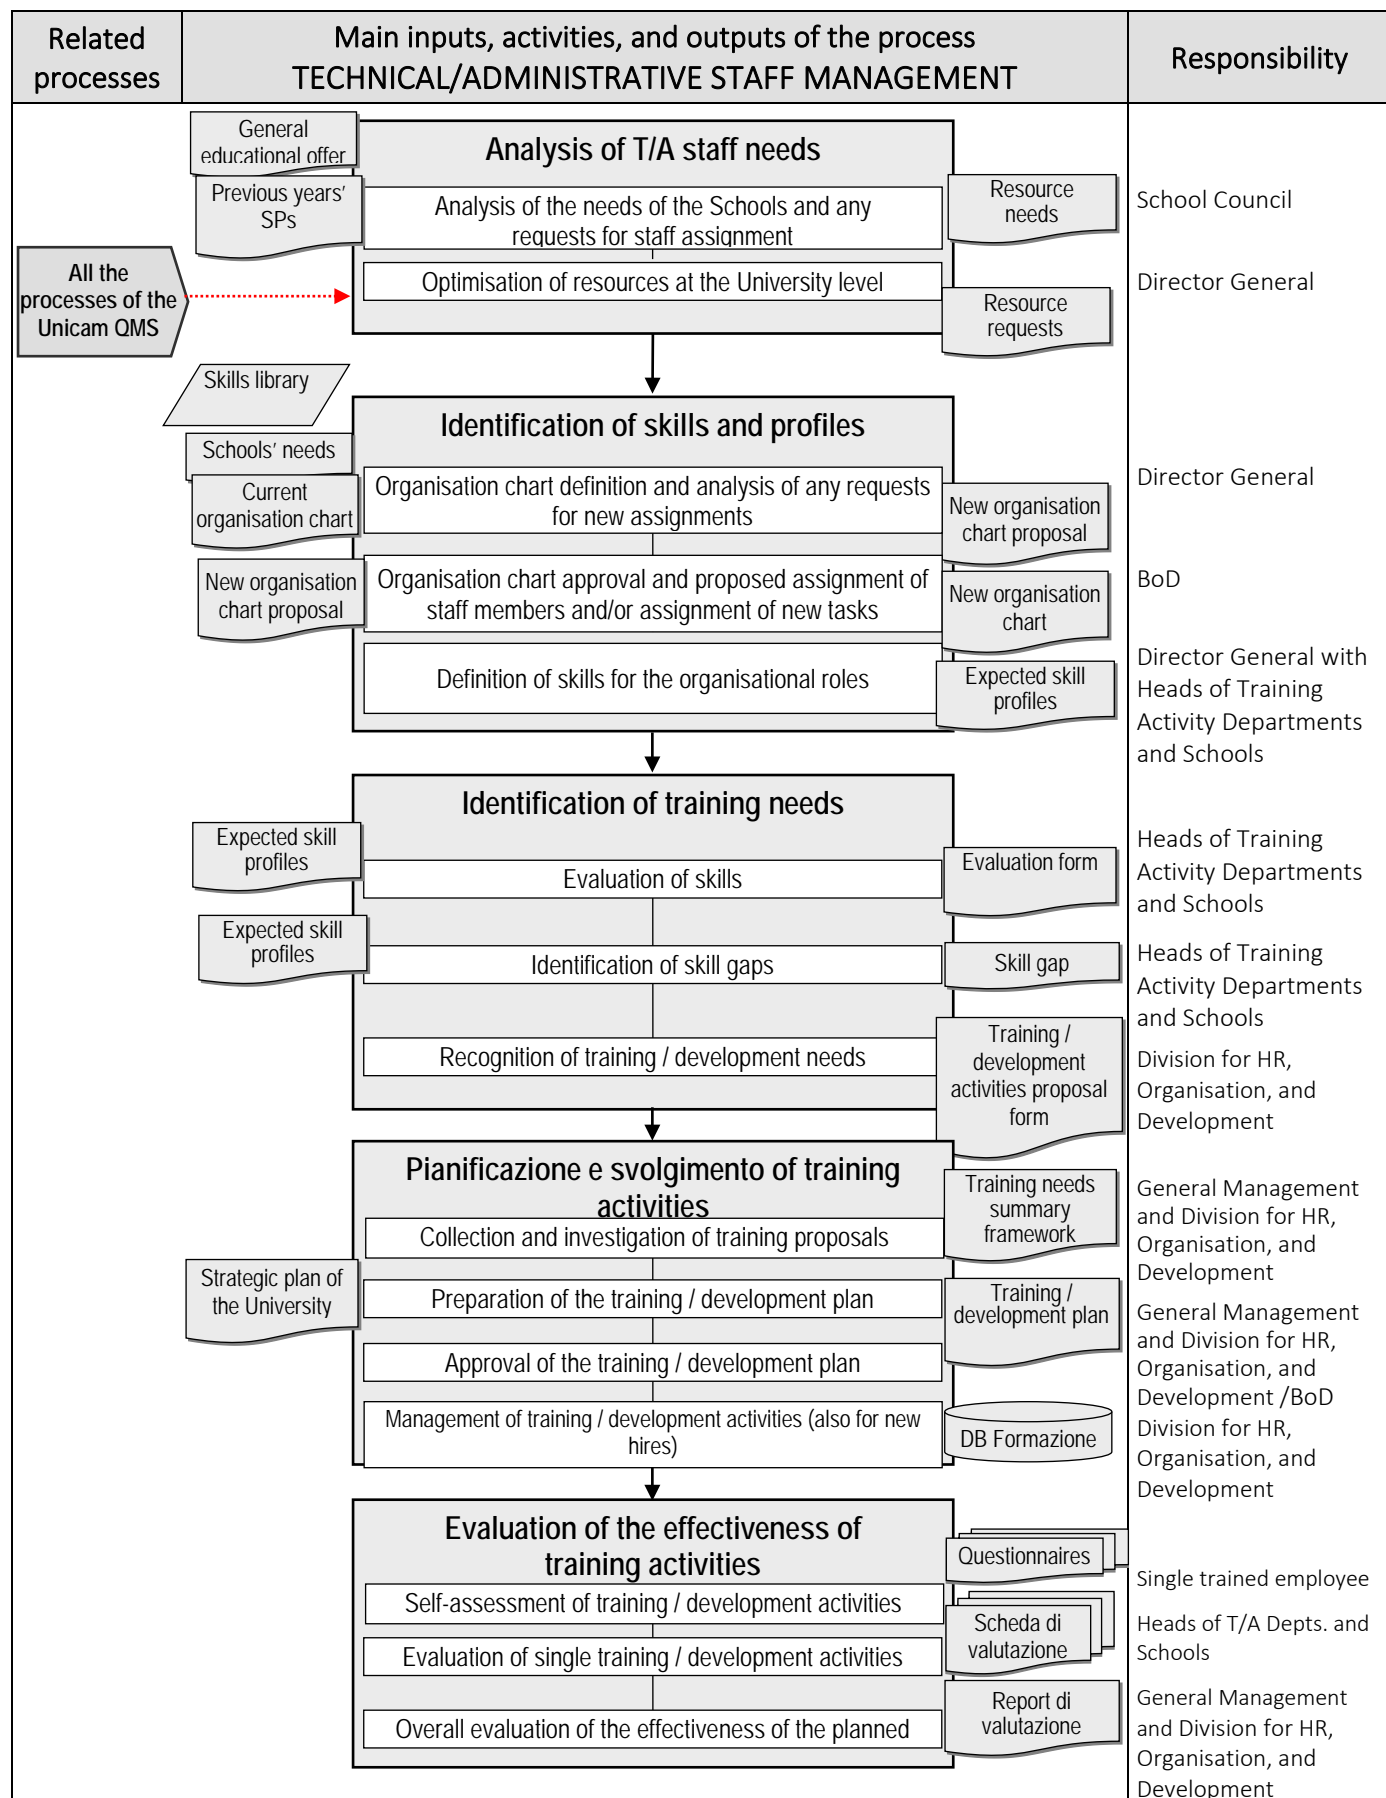 Related
processes
Main inputs, activities, and outputs of the process
TECHNICAL/ADMINISTRATIVE STAFF MANAGEMENT
Responsibility
General
educational offer
Analysis of T/A staff needs
Previous years'
SPs
Analysis of the needs of the Schools and any
requests for staff assignment
Resource
needs
School Council
All the
processes of the
Unicam QMS
Optimisation of resources at the University level
Resource
requests
Director General
Skills library
Identification of skills and profiles
Schools' needs
Current
organisation chart
Organisation chart definition and analysis of any requests
for new assignments
New organisation
chart proposal
Director General
New organisation
chart proposal
Organisation chart approval and proposed assignment of
staff members and/or assignment of new tasks
New organisation
chart
BoD
Definition of skills for the organisational roles
Expected skill
profiles
Director General with
Heads of Training
Activity Departments
and Schools
Identification of training needs
Expected skill
profiles
Evaluation of skills
Evaluation form
Heads of Training
Activity Departments
and Schools
Expected skill
profiles
Identification of skill gaps
Skill gap
Heads of Training
Activity Departments
and Schools
Recognition of training / development needs
Training /
development
activities proposal
form
Division for HR,
Organisation, and
Development
Pianificazione e svolgimento of training
activities
Collection and investigation of training proposals
Training needs
summary
framework
General Management
and Division for HR,
Organisation, and
Development
Strategic plan of
the University
Preparation of the training / development plan
Training /
development plan
Approval of the training / development plan
General Management
and Division for HR,
Organisation, and
Development /BoD
Management of training / development activities (also for new
hires)
DB Formazione
Division for HR,
Organisation, and
Development
Evaluation of the effectiveness of
training activities
Questionnaires
Self-assessment of training / development activities
Single trained employee
Evaluation of single training / development activities
Scheda di
valutazione
Heads of T/A Depts. and
Schools
Overall evaluation of the effectiveness of the planned
Report di
valutazione
General Management
and Division for HR,
Organisation, and
Development